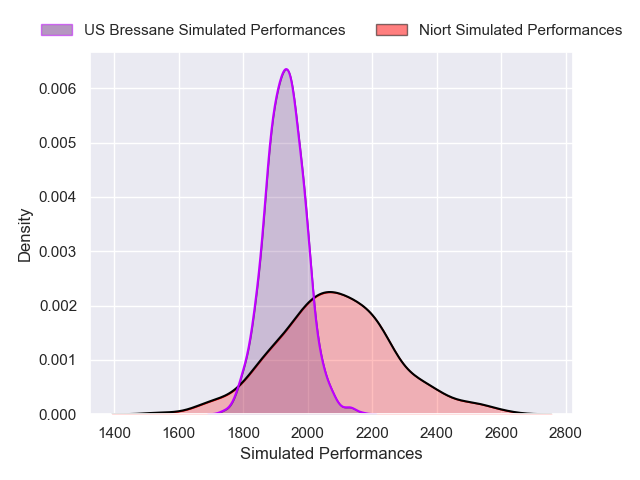 US Bressane Simulated Performances
Niort Simulated Performances
0.006
0.005
0.004
0.003
0.002
0.001
0.000
Density
1400 1600 1800 2000 2200 2400 2600 2800
Simulated Performances